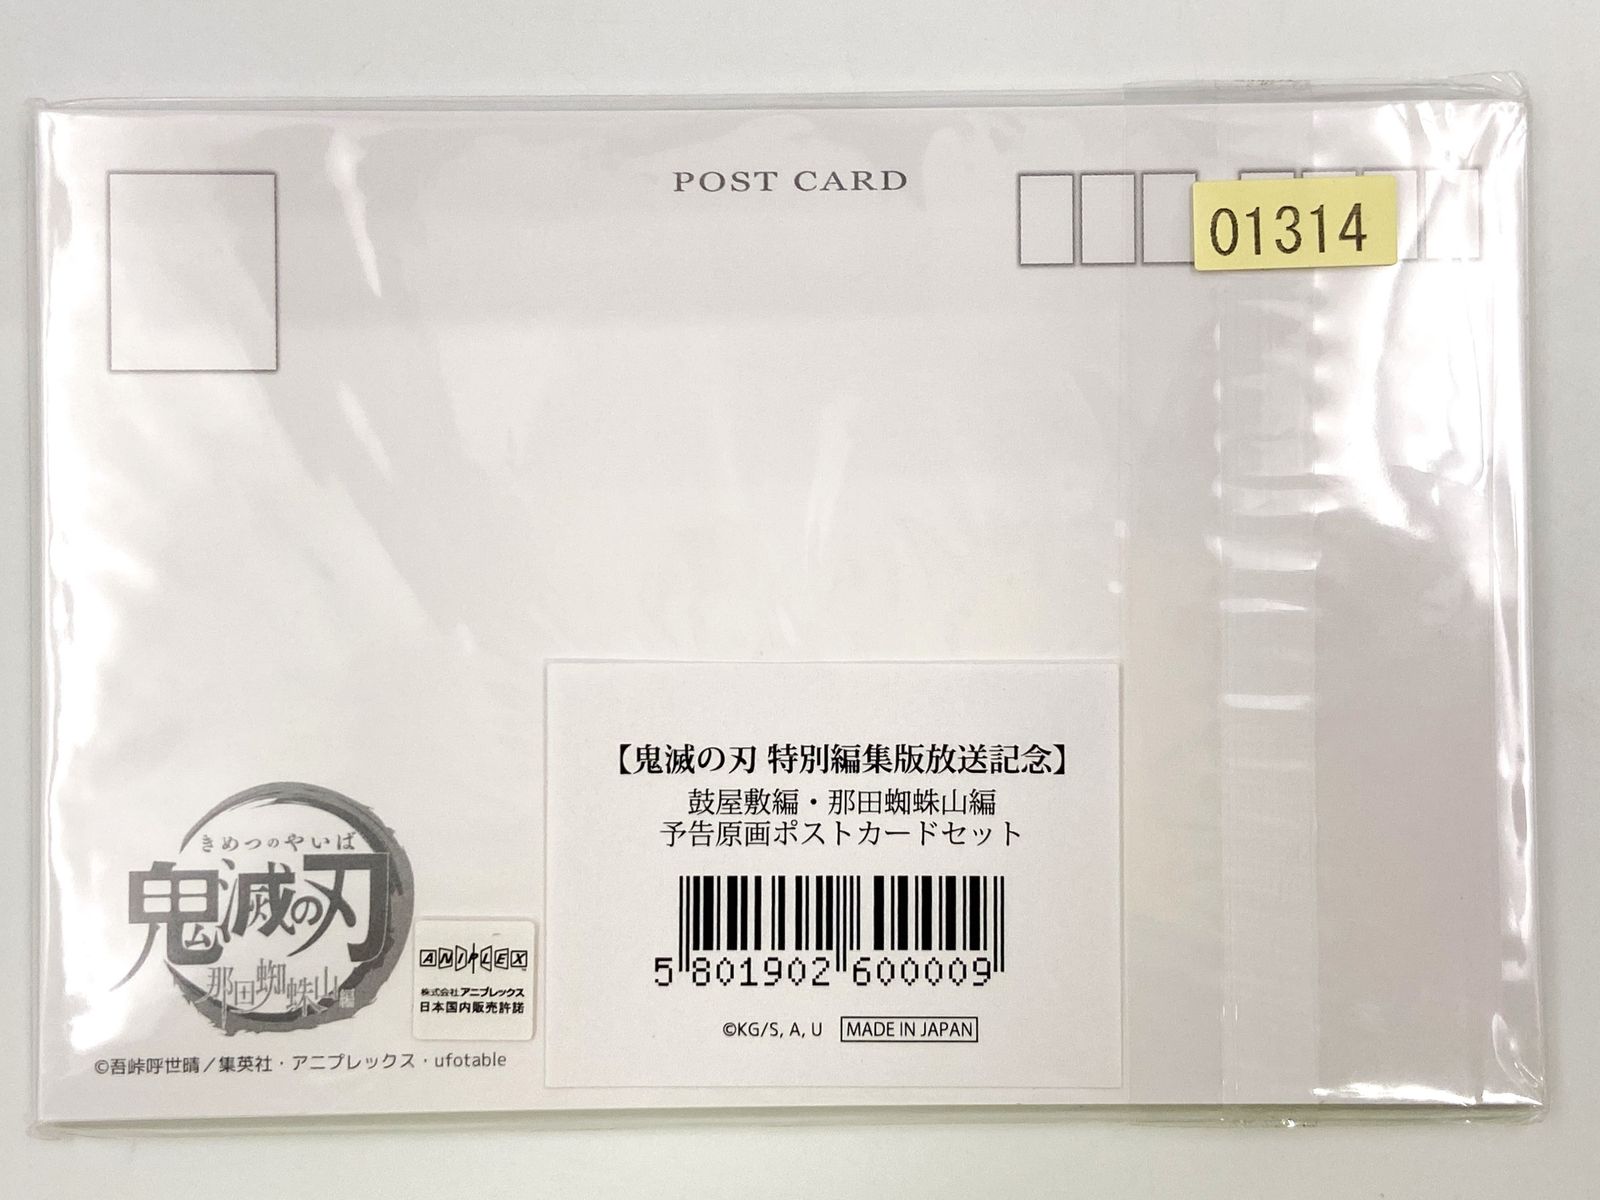 POST CARD
01314
【鬼滅の刃 特別編集版放送記念】
鼓屋敷編・那田蜘蛛山編
予告原画ポストカードセット
5 801902 600009
©KG/S, A, U MADE IN JAPAN
きめつのやいば
鬼滅の刃
那田蜘蛛山編
ANIPLEX
株式会社アニプレックス
日本国内販売許諾
©吾峠呼世晴／集英社・アニプレックス・ufotable